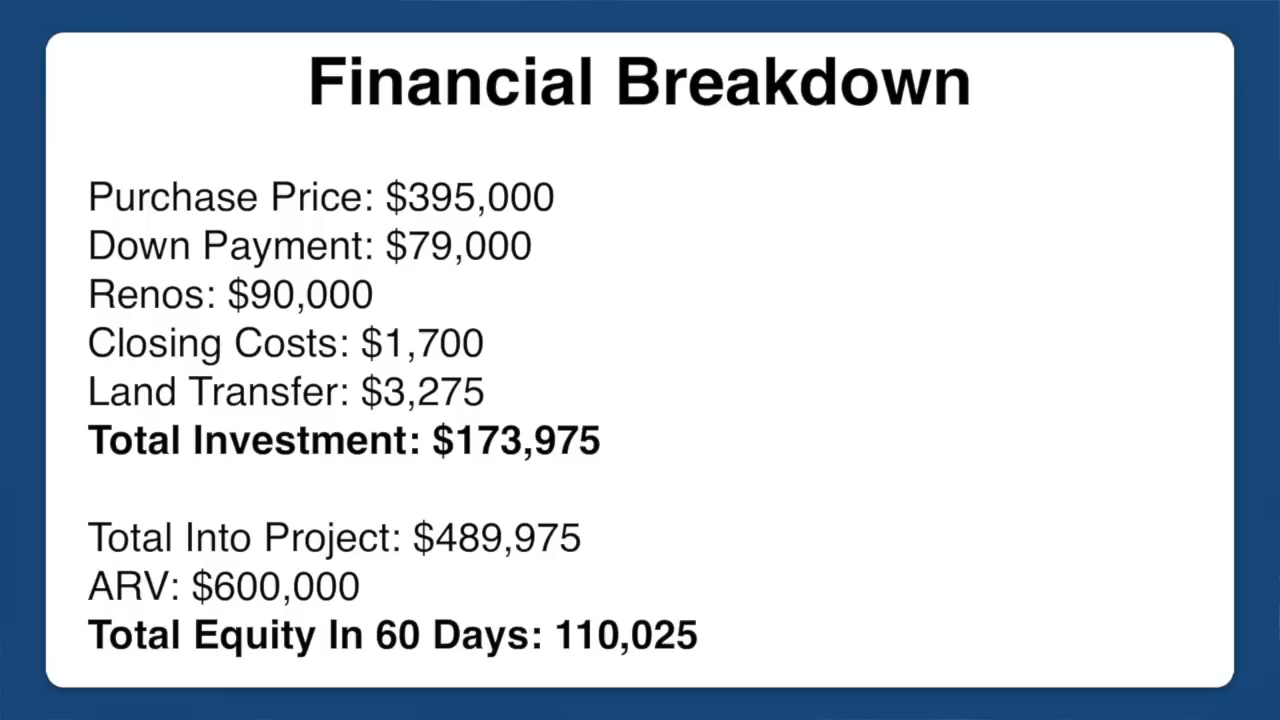 Financial Breakdown
Purchase Price: $395,000
Down Payment: $79,000
Renos: $90,000
Closing Costs: $1,700
Land Transfer: $3,275
Total Investment: $173,975
Total Into Project: $489,975
ARV: $600,000
Total Equity In 60 Days: 110,025